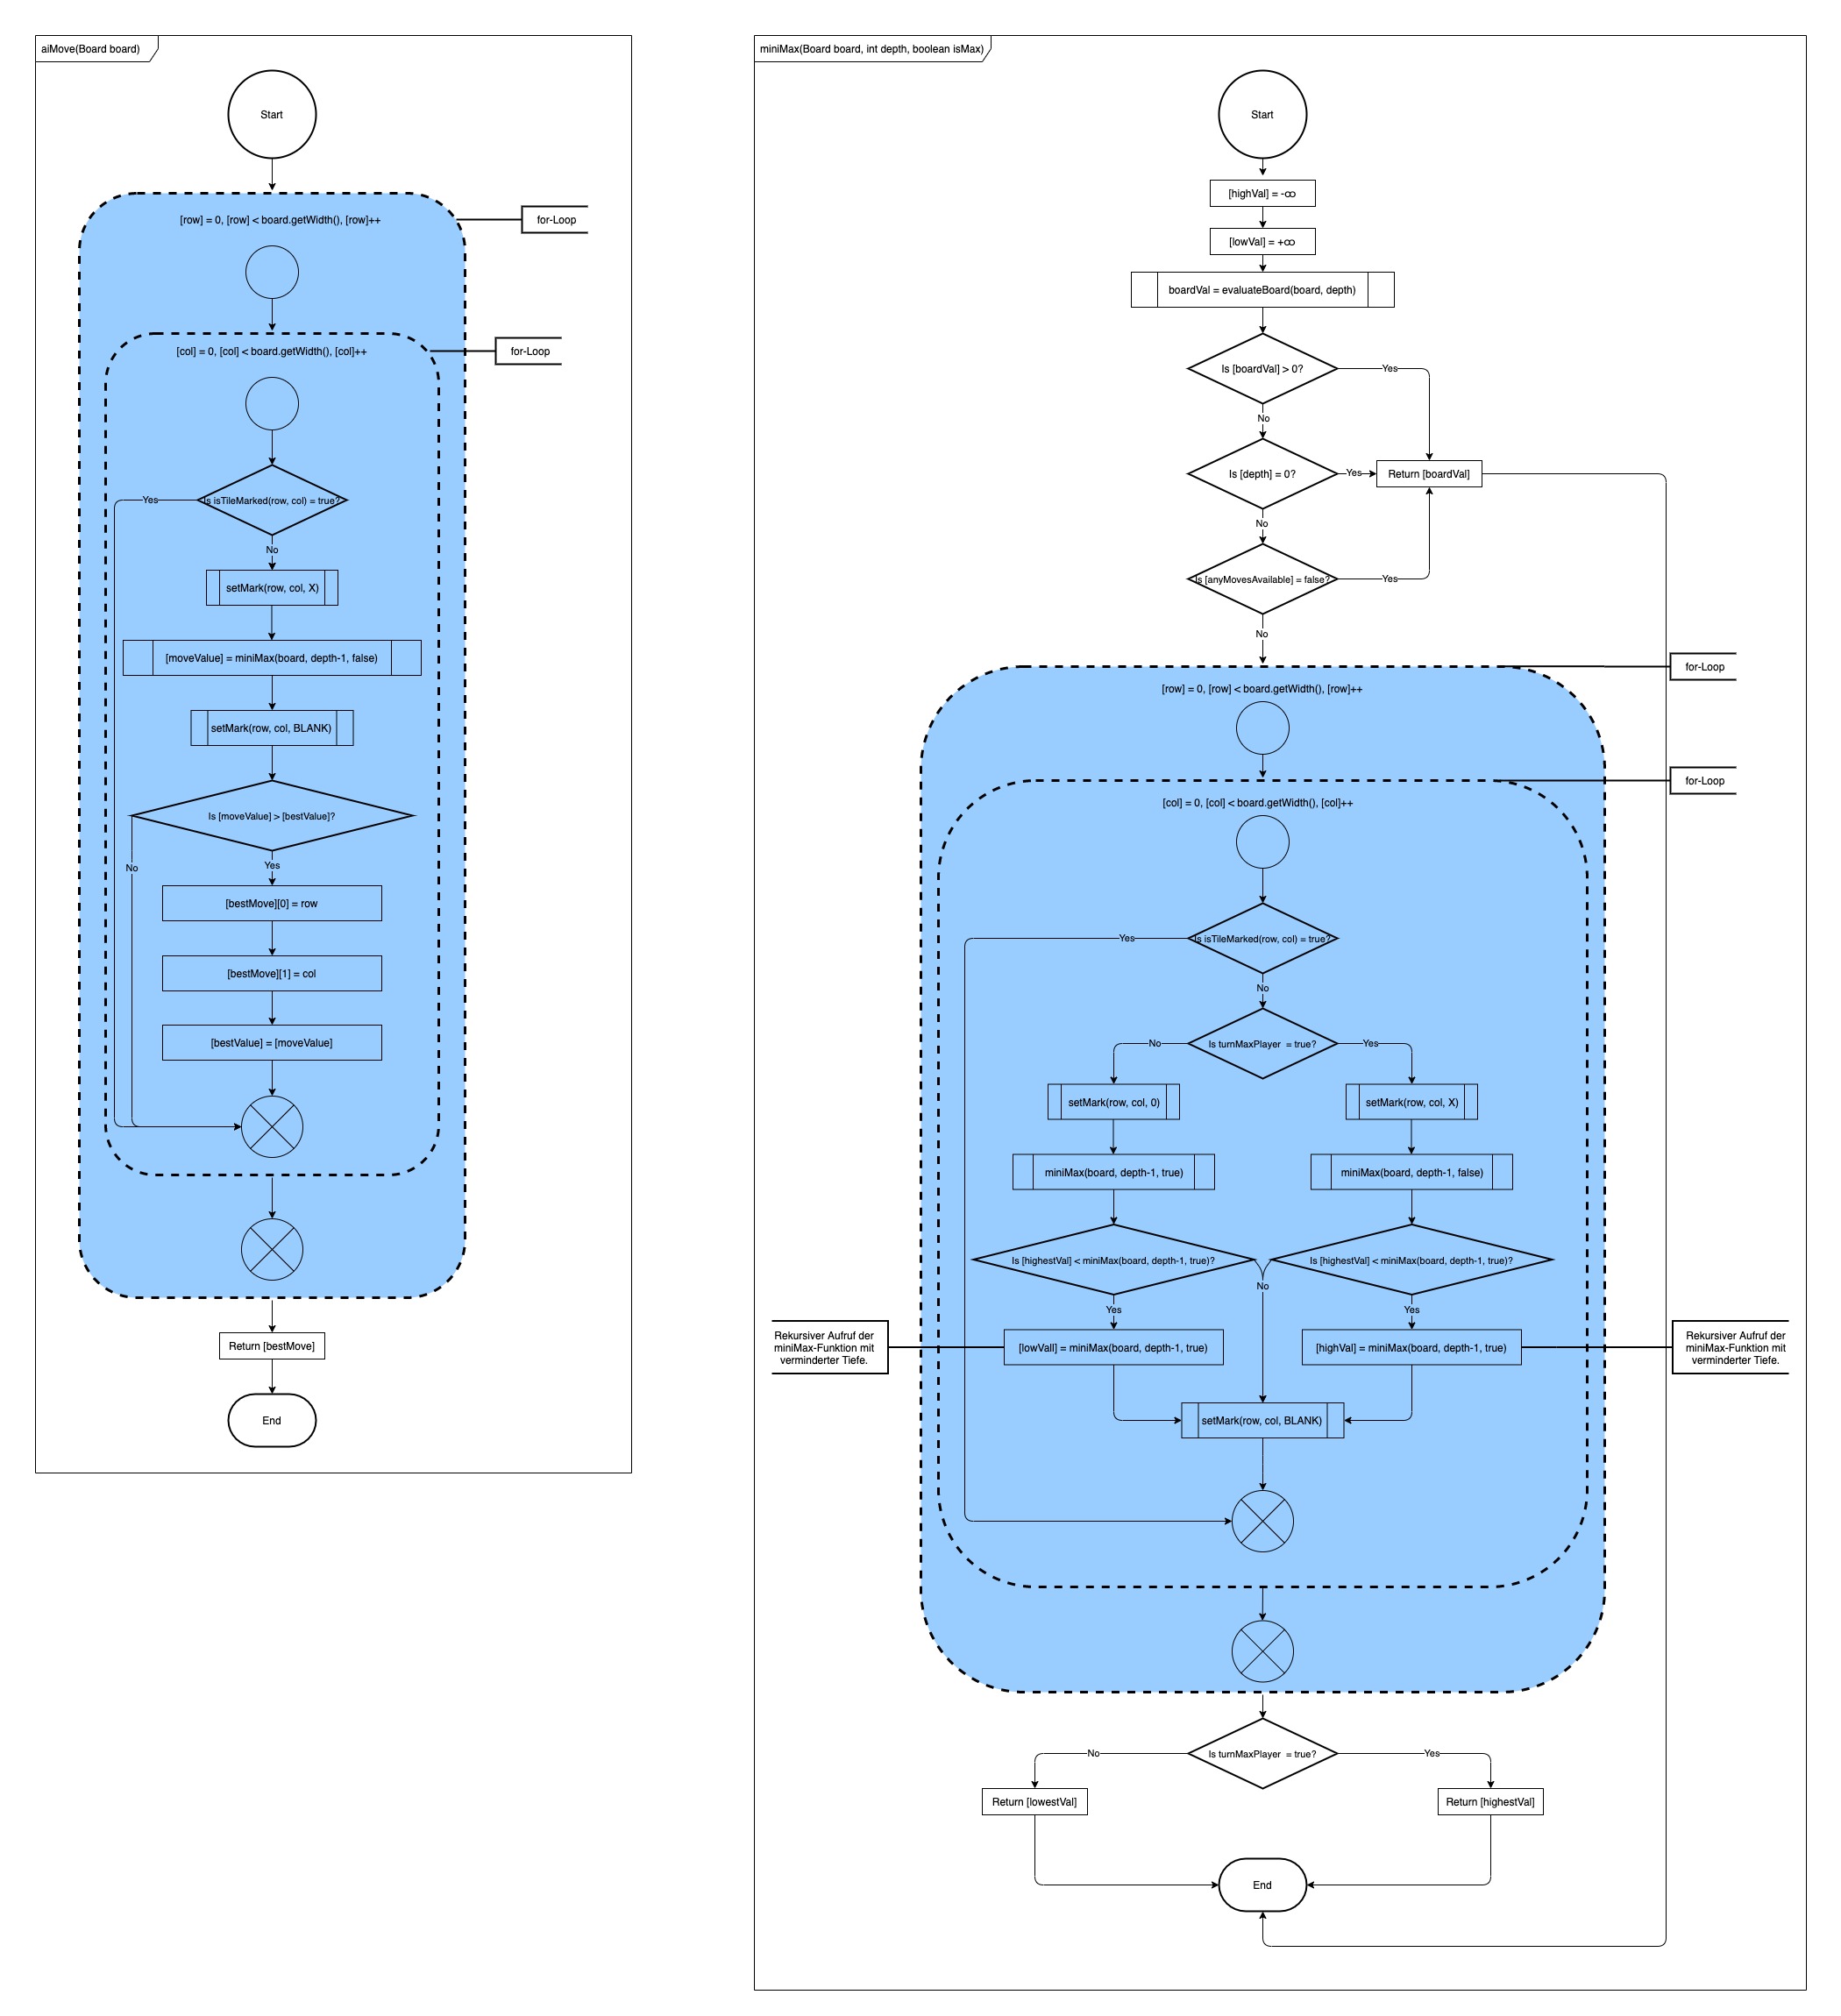 aiMove(Board board)
Start
[row] = 0, [row] < board.getWidth(), [row]++
for-Loop
[col] = 0, [col] < board.getWidth(), [col]++
for-Loop
Is isTileMarked(row, col) = true?
Yes
No
setMark(row, col, X)
[moveValue] = miniMax(board, depth-1, false)
setMark(row, col, BLANK)
Is [moveValue] > [bestValue]?
No
Yes
[bestMove][0] = row
[bestMove][1] = col
[bestValue] = [moveValue]
Return [bestMove]
End
miniMax(Board board, int depth, boolean isMax)
Start
[highVal] = -∞
[lowVal] = +∞
boardVal = evaluateBoard(board, depth)
Is [boardVal] > 0?
Yes
No
Is [depth] = 0?
Yes
Return [boardVal]
No
Is [anyMovesAvailable] = false?
Yes
No
for-Loop
[row] = 0, [row] < board.getWidth(), [row]++
for-Loop
[col] = 0, [col] < board.getWidth(), [col]++
Yes
Is isTileMarked(row, col) = true?
No
No
Is turnMaxPlayer = true?
Yes
setMark(row, col, 0)
setMark(row, col, X)
miniMax(board, depth-1, true)
miniMax(board, depth-1, false)
Is [highestVal] < miniMax(board, depth-1, true)?
Is [highestVal] < miniMax(board, depth-1, true)?
No
Yes
Yes
Rekursiver Aufruf der
miniMax-Funktion mit
verminderter Tiefe.
[lowVall] = miniMax(board, depth-1, true)
[highVal] = miniMax(board, depth-1, true)
Rekursiver Aufruf der
miniMax-Funktion mit
verminderter Tiefe.
setMark(row, col, BLANK)
No
Is turnMaxPlayer = true?
Yes
Return [lowestVal]
Return [highestVal]
End